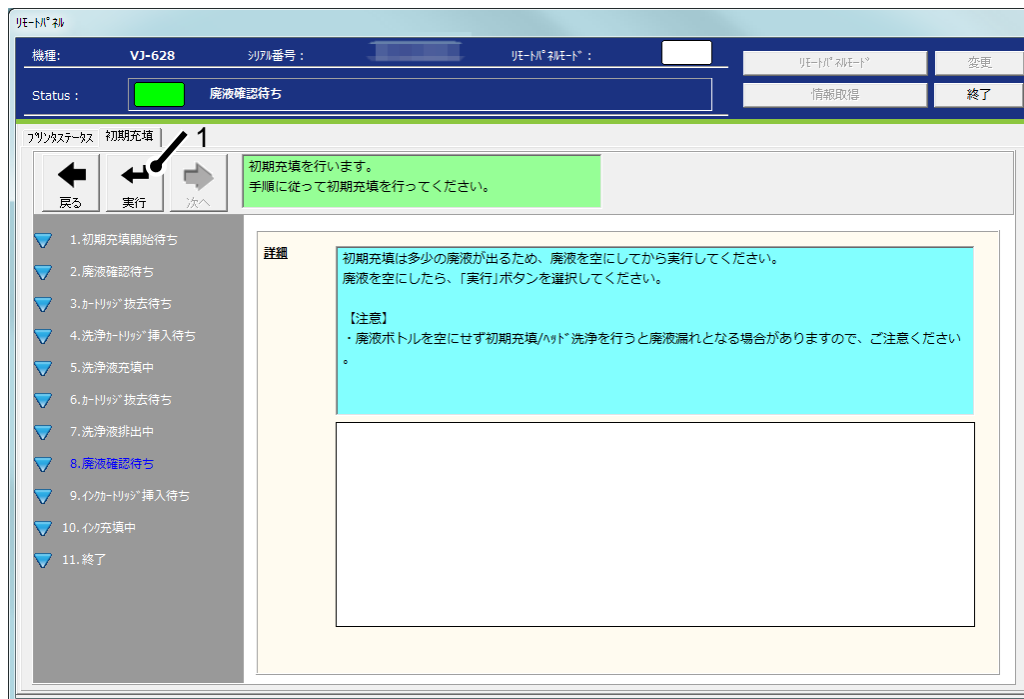 リモートパネル
機種: VJ-628 シリアル番号: リモートパネルモード:
リモートパネルモード 変更
Status : 廃液確認待ち
情報取得 終了
プリンタステータス 初期充填 1
戻る 実行 次へ
初期充填を行います。
手順に従って初期充填を行ってください。
1.初期充填開始待ち
2.廃液確認待ち
3.カートリッジ抜去待ち
4.洗浄カートリッジ挿入待ち
5.洗浄液充填中
6.カートリッジ抜去待ち
7.洗浄液排出中
8.廃液確認待ち
9.インクカートリッジ挿入待ち
10.インク充填中
11.終了
詳細
初期充填は多少の廃液が出るため、廃液を空にしてから実行してください。
廃液を空にしたら、「実行」ボタンを選択してください。
【注意】
・廃液ボトルを空にせず初期充填/ヘッド洗浄を行うと廃液漏れとなる場合がありますので、ご注意ください
。